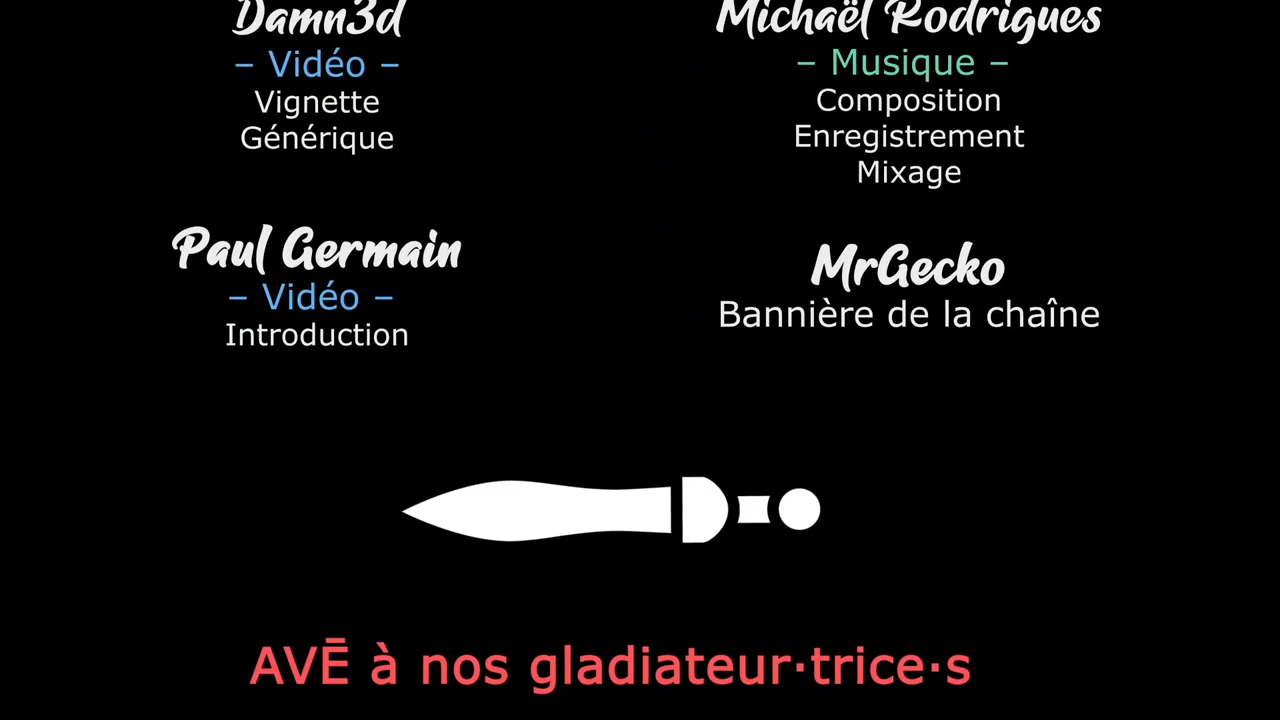 Damn3d
– Vidéo –
Vignette
Générique
Michaël Rodrigues
– Musique –
Composition
Enregistrement
Mixage
Paul Germain
– Vidéo –
Introduction
MrGecko
Bannière de la chaîne
AVĒ à nos gladiateur·trice·s